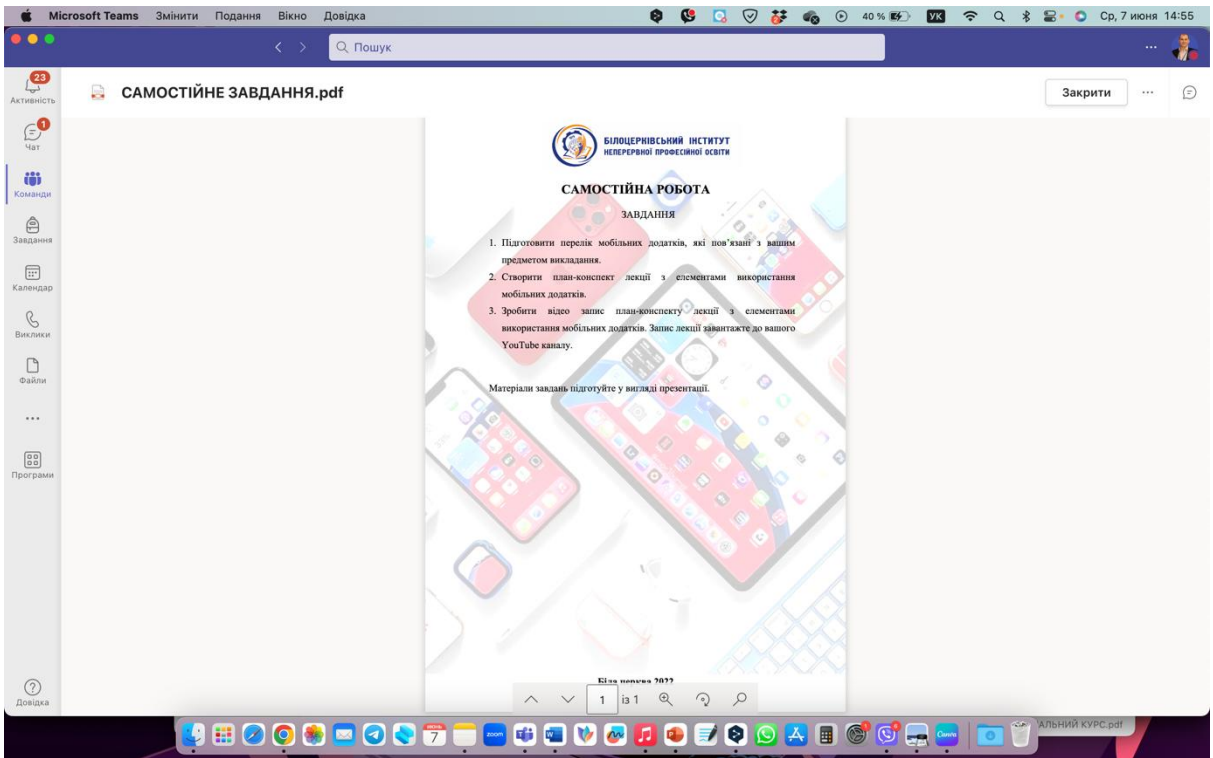 Microsoft Teams Змінити Подання Вікно Довідка 40 % УК Ср, 7 июня 14:55
Пошук
23
Активність
САМОСТІЙНЕ ЗАВДАННЯ.pdf
Закрити
1
Чат
Команди
Завдання
Календар
Виклики
Файли
Програми
Довідка
БІЛОЦЕРКІВСЬКИЙ ІНСТИТУТ
НЕПЕРЕРВНОЇ ПРОФЕСІЙНОЇ ОСВІТИ
САМОСТІЙНА РОБОТА
ЗАВДАННЯ
1. Підготовити перелік мобільних додатків, які пов'язані з вашим
предметом викладання.
2. Створити план-конспект лекції з елементами використання
мобільних додатків.
3. Зробити відео запис план-конспекту лекції з елементами
використання мобільних додатків. Запис лекції завантажте до вашого
YouTube каналу.
Матеріали завдань підготуйте у вигляді презентації.
Біла церква 2022
1 із 1
АЛЬНИЙ КУРС.pdf
ИЮНЬ
7
zoom
Canva